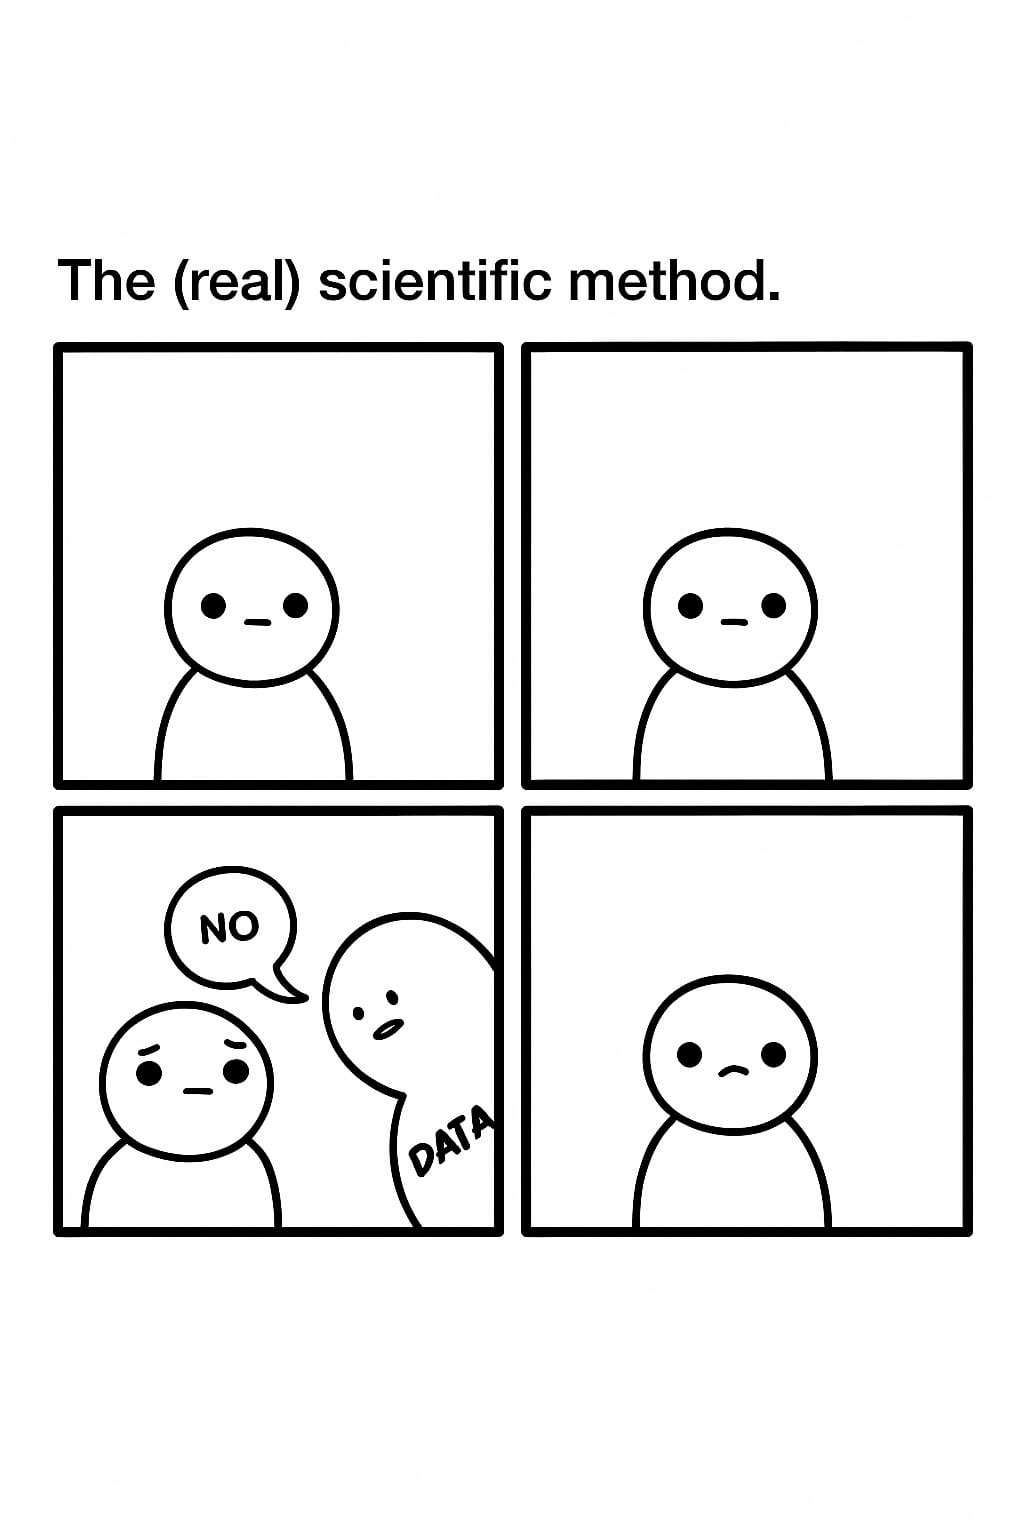 The (real) scientific method.
NO
DATA